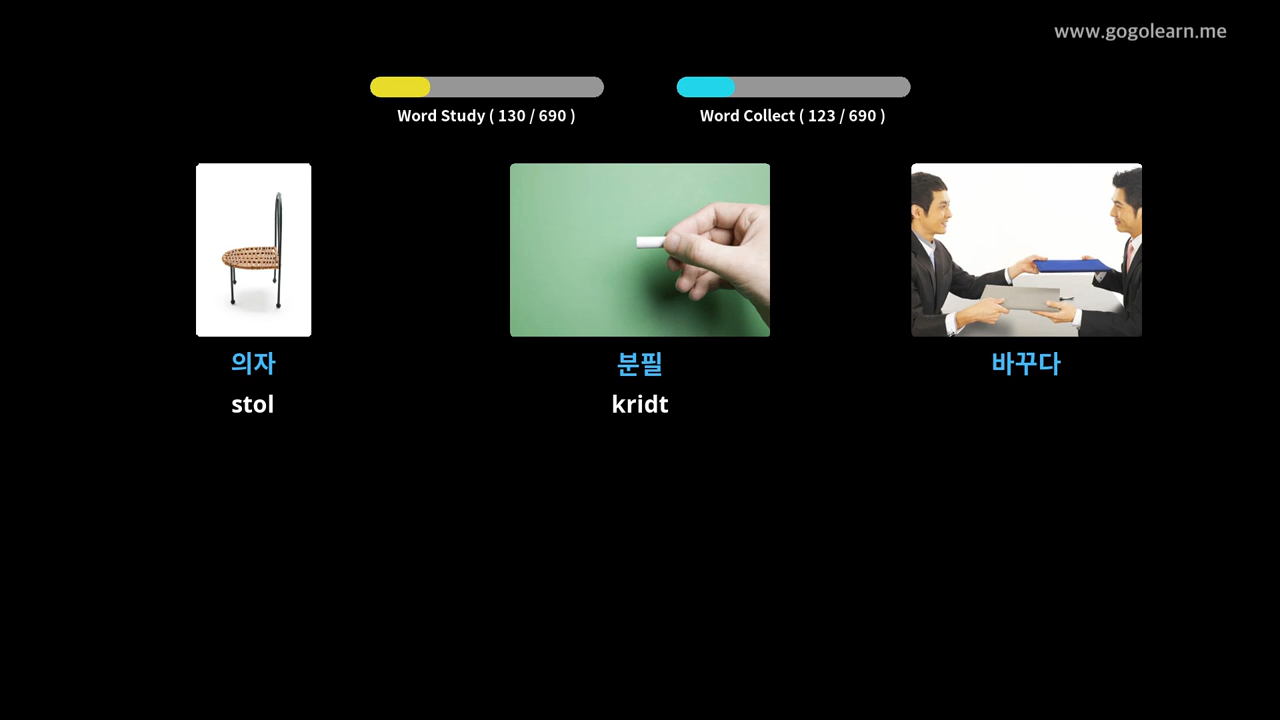 www.gogolearn.me
Word Study ( 130 / 690 )
Word Collect ( 123 / 690 )
의자
분필
바꾸다
stol
kridt